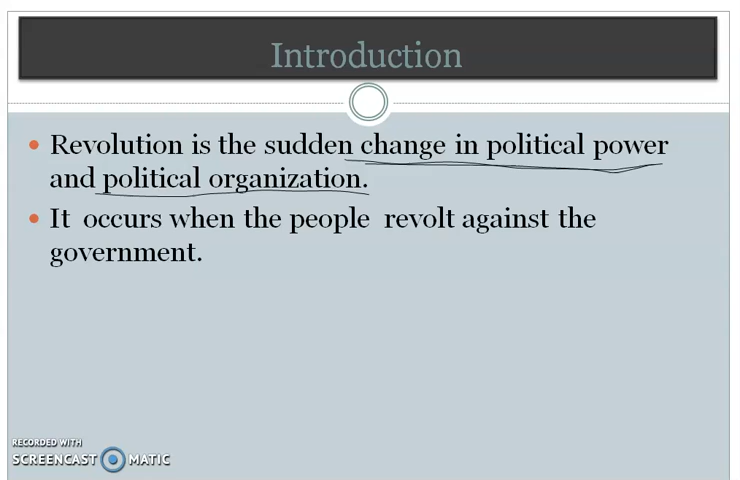 Introduction
Revolution is the sudden change in political power
and political organization.
It occurs when the people revolt against the
government.
RECORDED WITH
SCREENCAST MATIC